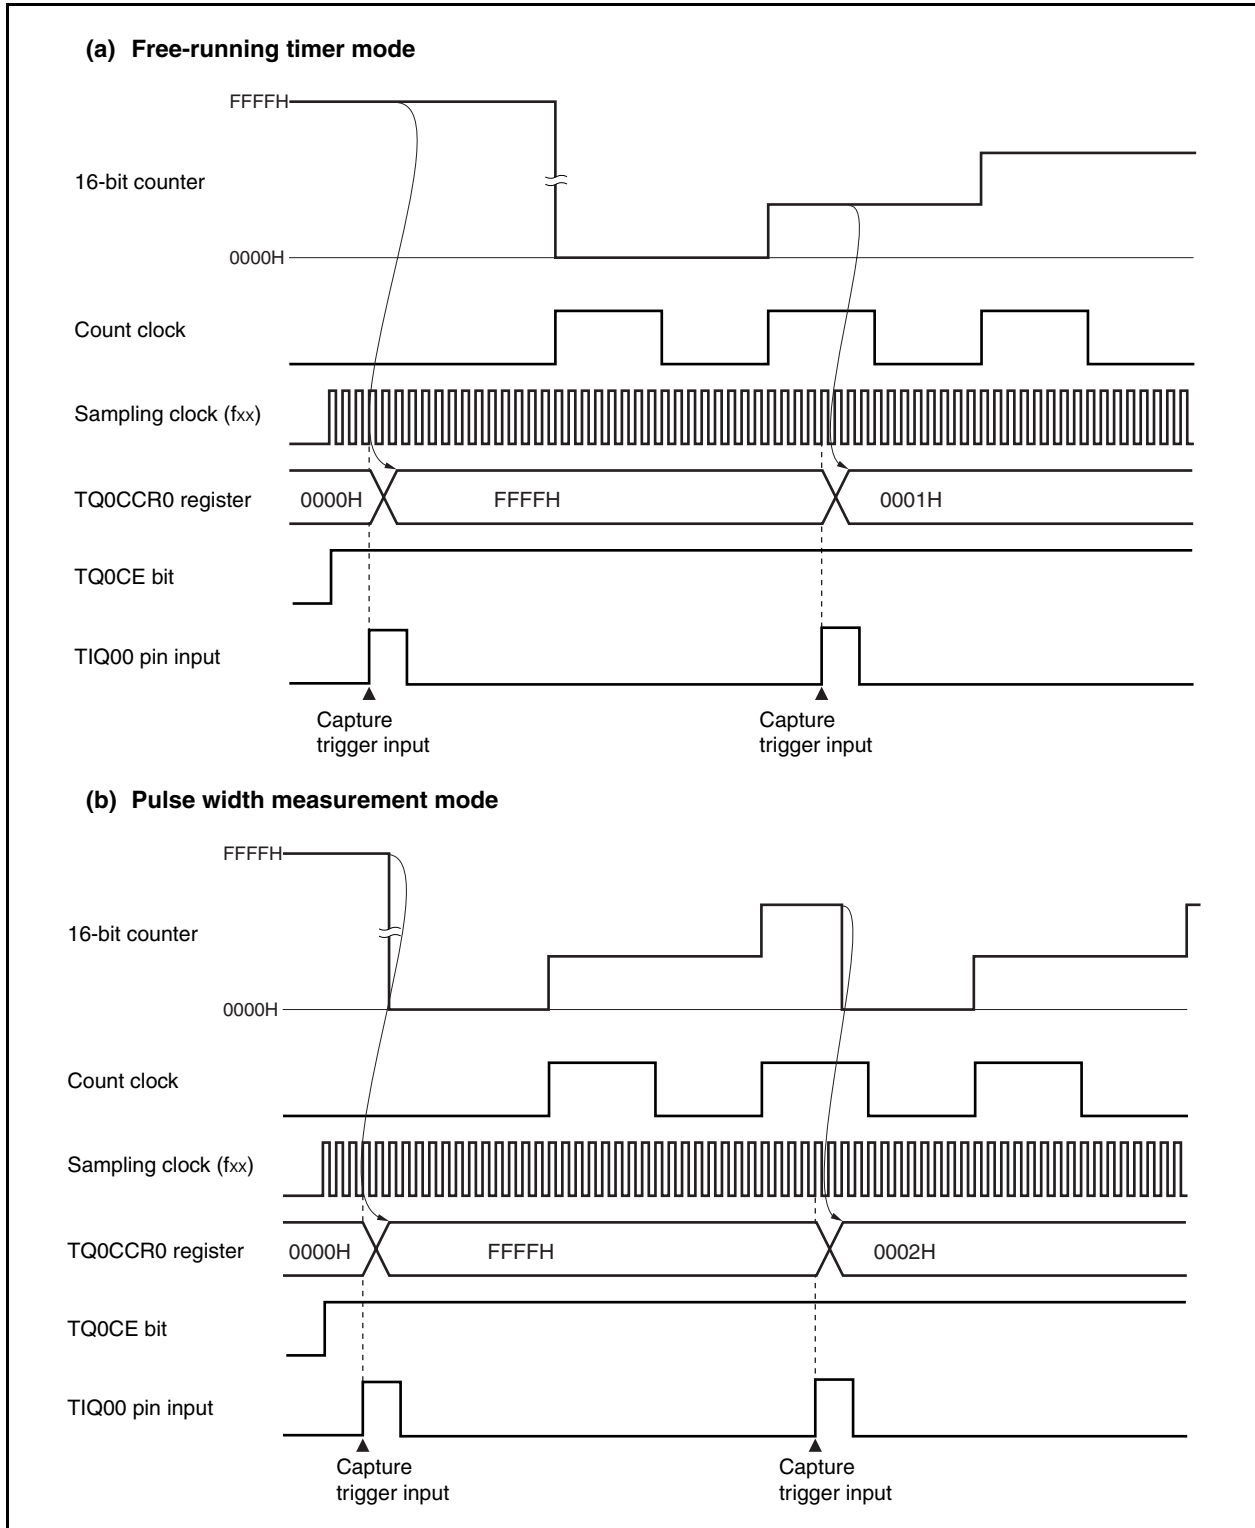 (a) Free-running timer mode
FFFFH
16-bit counter
0000H
Count clock
Sampling clock (fxx)
TQ0CCR0 register
0000H
FFFFH
0001H
TQ0CE bit
TIQ00 pin input
Capture
trigger input
Capture
trigger input
(b) Pulse width measurement mode
FFFFH
16-bit counter
0000H
Count clock
Sampling clock (fxx)
TQ0CCR0 register
0000H
FFFFH
0002H
TQ0CE bit
TIQ00 pin input
Capture
trigger input
Capture
trigger input